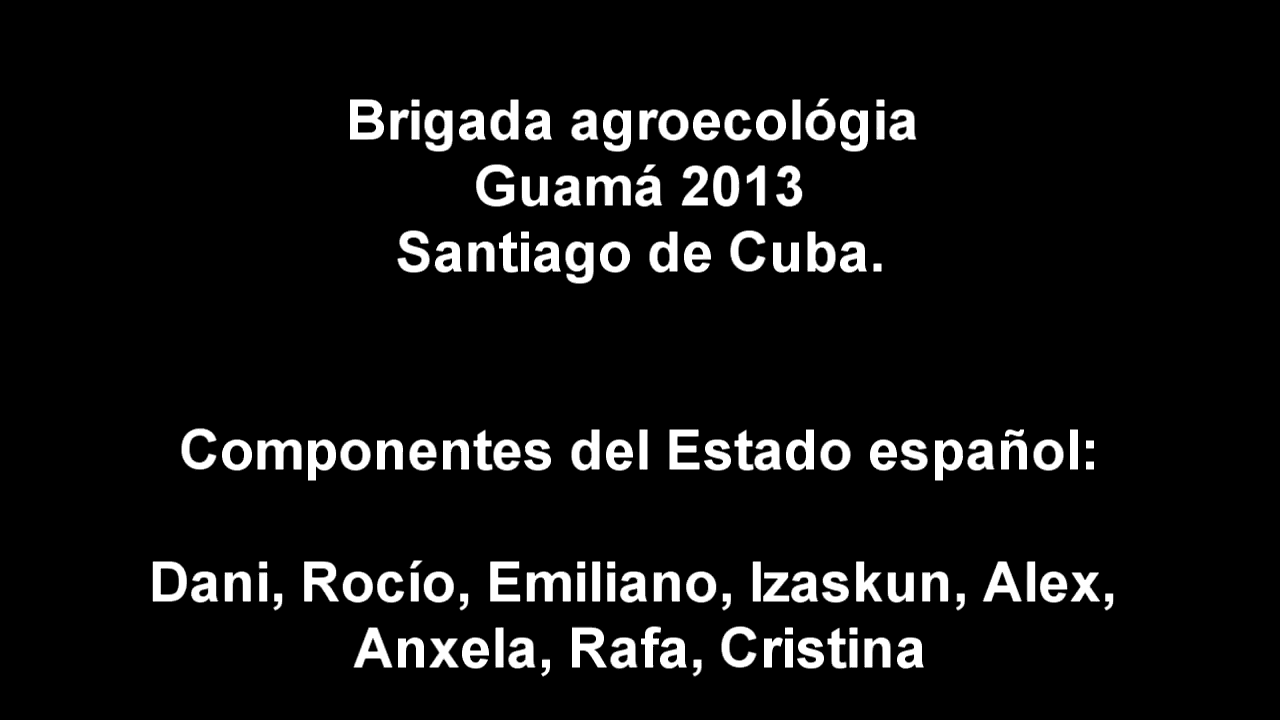 Brigada agroecológia
Guamá 2013
Santiago de Cuba.
Componentes del Estado español:
Dani, Rocío, Emiliano, Izaskun, Alex,
Anxela, Rafa, Cristina